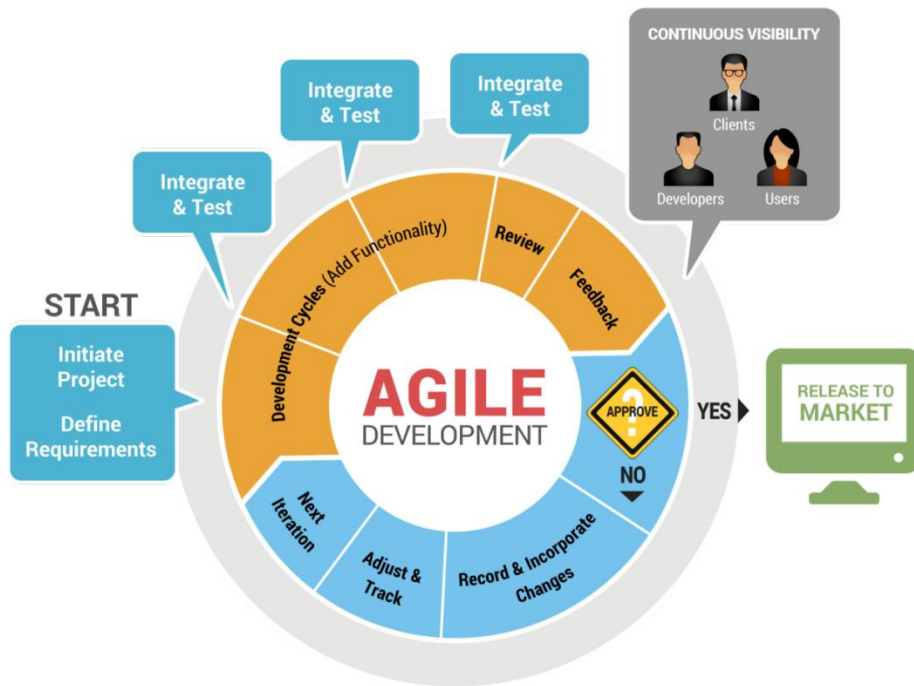 CONTINUOUS VISIBILITY
Clients
Developers
Users
Integrate
& Test
Integrate
& Test
Integrate
& Test
START
Initiate
Project
Define
Requirements
Development Cycles (Add Functionality)
Review
Feedback
AGILE
DEVELOPMENT
?
APPROVE
YES
NO
RELEASE TO
MARKET
Record & Incorporate
Changes
Adjust &
Track
Next
Iteration